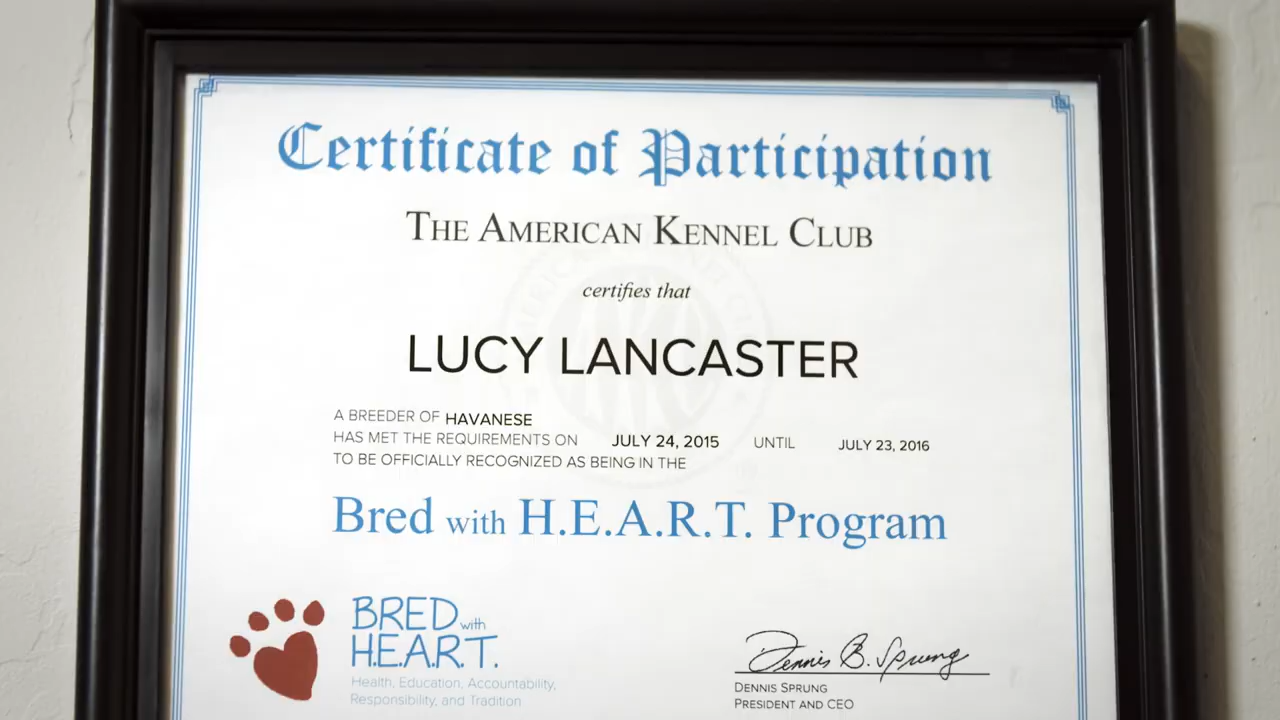 Certificate of Participation
THE AMERICAN KENNEL CLUB
certifies that
LUCY LANCASTER
A BREEDER OF HAVANESE
HAS MET THE REQUIREMENTS ON JULY 24, 2015 UNTIL JULY 23, 2016
TO BE OFFICIALLY RECOGNIZED AS BEING IN THE
Bred with H.E.A.R.T. Program
BRED with
H.E.A.R.T.
Health, Education, Accountability,
Responsibility, and Tradition
Dennis B. Sprung
DENNIS SPRUNG
PRESIDENT AND CEO